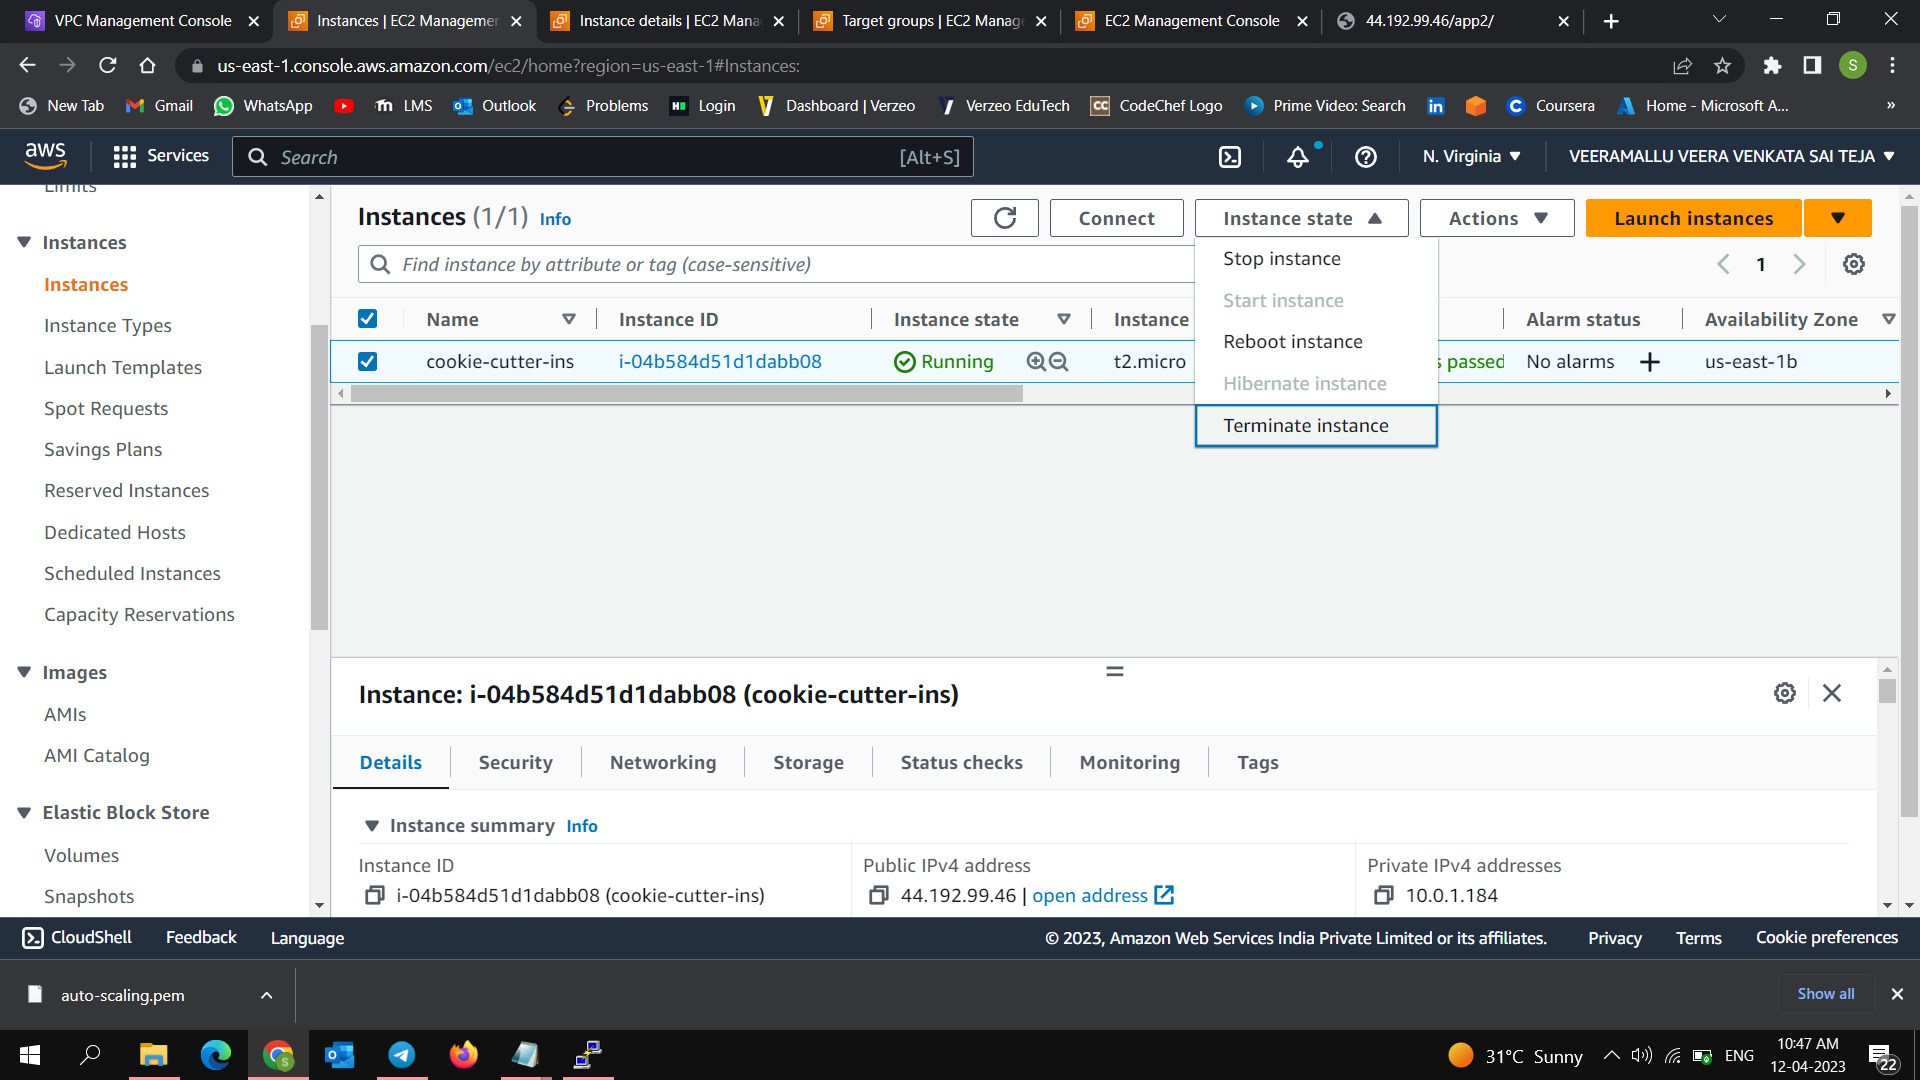 VPC Management Console
Instances | EC2 Managemen
Instance details | EC2 Mana
Target groups | EC2 Manag
EC2 Management Console
44.192.99.46/app2/
us-east-1.console.aws.amazon.com/ec2/home?region=us-east-1#Instances:
S
New Tab
Gmail
WhatsApp
LMS
Outlook
Problems
Login
Dashboard | Verzeo
Verzeo EduTech
CodeChef Logo
Prime Video: Search
Coursera
Home - Microsoft A...
»
aws
Services
Search
[Alt+S]
N. Virginia
VEERAMALLU VEERA VENKATA SAI TEJA
Limits
Instances
Instances
Instance Types
Launch Templates
Spot Requests
Savings Plans
Reserved Instances
Dedicated Hosts
Scheduled Instances
Capacity Reservations
Images
AMIs
AMI Catalog
Elastic Block Store
Volumes
Snapshots
Instances (1/1) Info
Connect
Instance state
Actions
Launch instances
Find instance by attribute or tag (case-sensitive)
1
Stop instance
Start instance
Reboot instance
Hibernate instance
Terminate instance
Name
Instance ID
Instance state
Instance
Alarm status
Availability Zone
cookie-cutter-ins
i-04b584d51d1dabb08
Running
t2.micro
s passed
No alarms
us-east-1b
Instance: i-04b584d51d1dabb08 (cookie-cutter-ins)
Details
Security
Networking
Storage
Status checks
Monitoring
Tags
Instance summary Info
Instance ID
i-04b584d51d1dabb08 (cookie-cutter-ins)
Public IPv4 address
44.192.99.46 | open address
Private IPv4 addresses
10.0.1.184
CloudShell
Feedback
Language
© 2023, Amazon Web Services India Private Limited or its affiliates.
Privacy
Terms
Cookie preferences
auto-scaling.pem
Show all
31°C Sunny
ENG
10:47 AM
12-04-2023
22